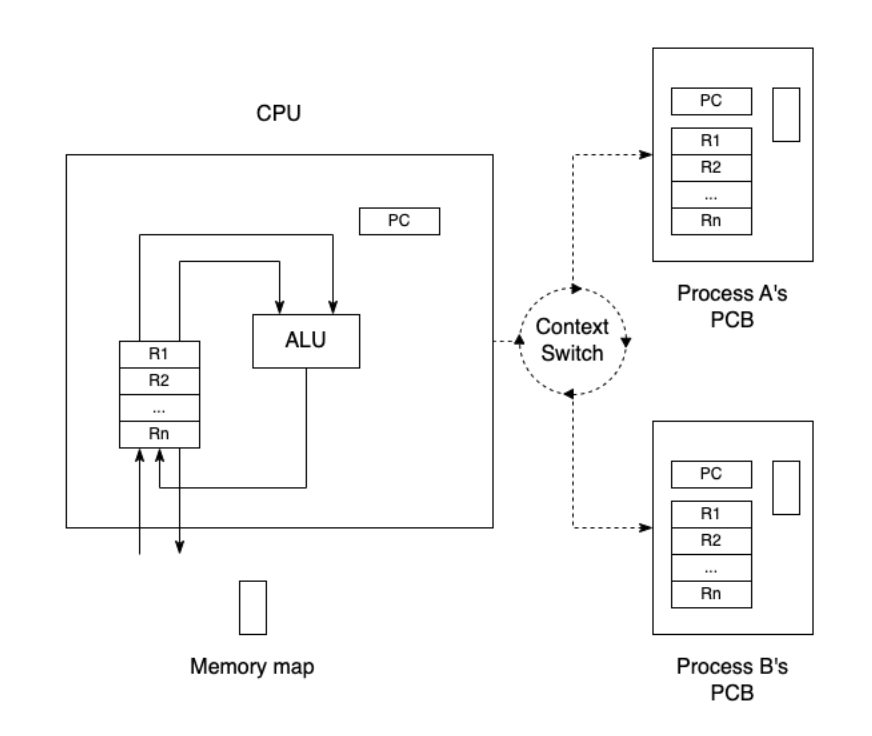 CPU
PC
R1
R2
...
Rn
ALU
Memory map
Context
Switch
PC
R1
R2
...
Rn
Process A's
PCB
PC
R1
R2
...
Rn
Process B's
PCB